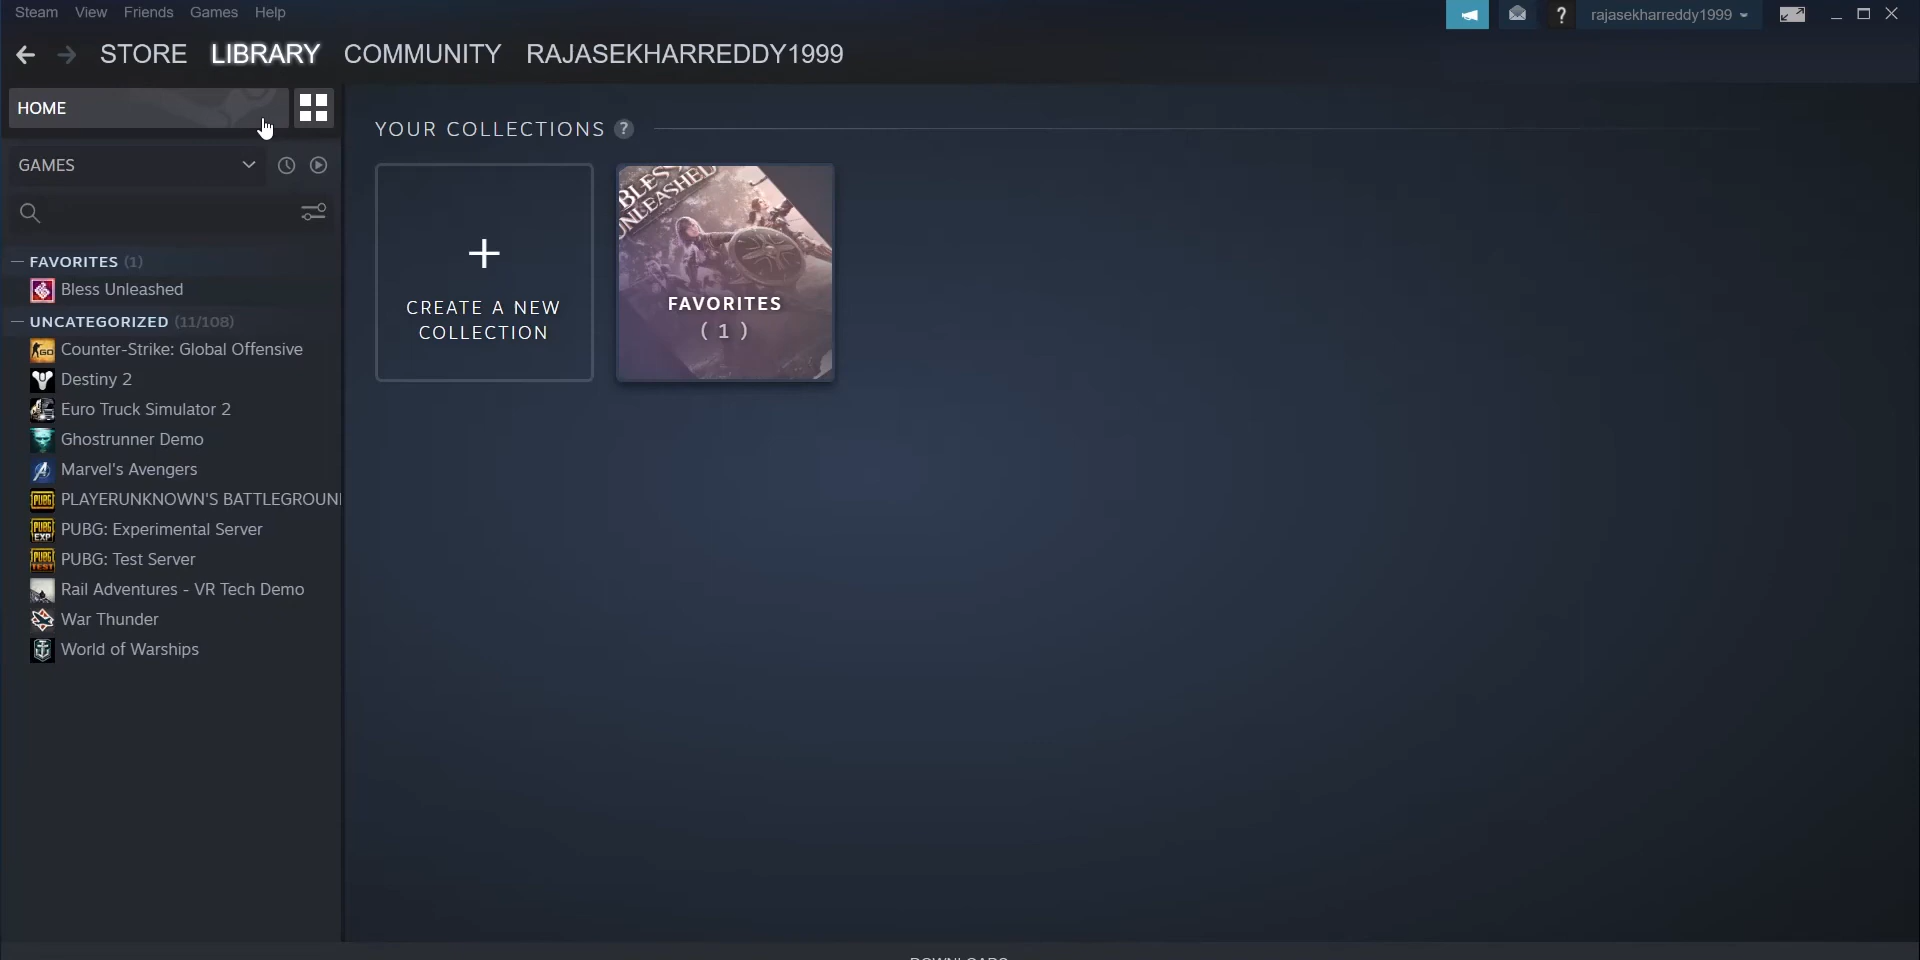 Steam View Friends Games Help
rajasekharreddy1999
STORE LIBRARY COMMUNITY RAJASEKHARREDDY1999
HOME
GAMES
YOUR COLLECTIONS ?
CREATE A NEW
COLLECTION
BLESS
UNLEASHED
FAVORITES
( 1 )
FAVORITES (1)
Bless Unleashed
UNCATEGORIZED (11/108)
Counter-Strike: Global Offensive
Destiny 2
Euro Truck Simulator 2
Ghostrunner Demo
Marvel's Avengers
PLAYERUNKNOWN'S BATTLEGROUN
PUBG: Experimental Server
PUBG: Test Server
Rail Adventures - VR Tech Demo
War Thunder
World of Warships
DOWNLOADS